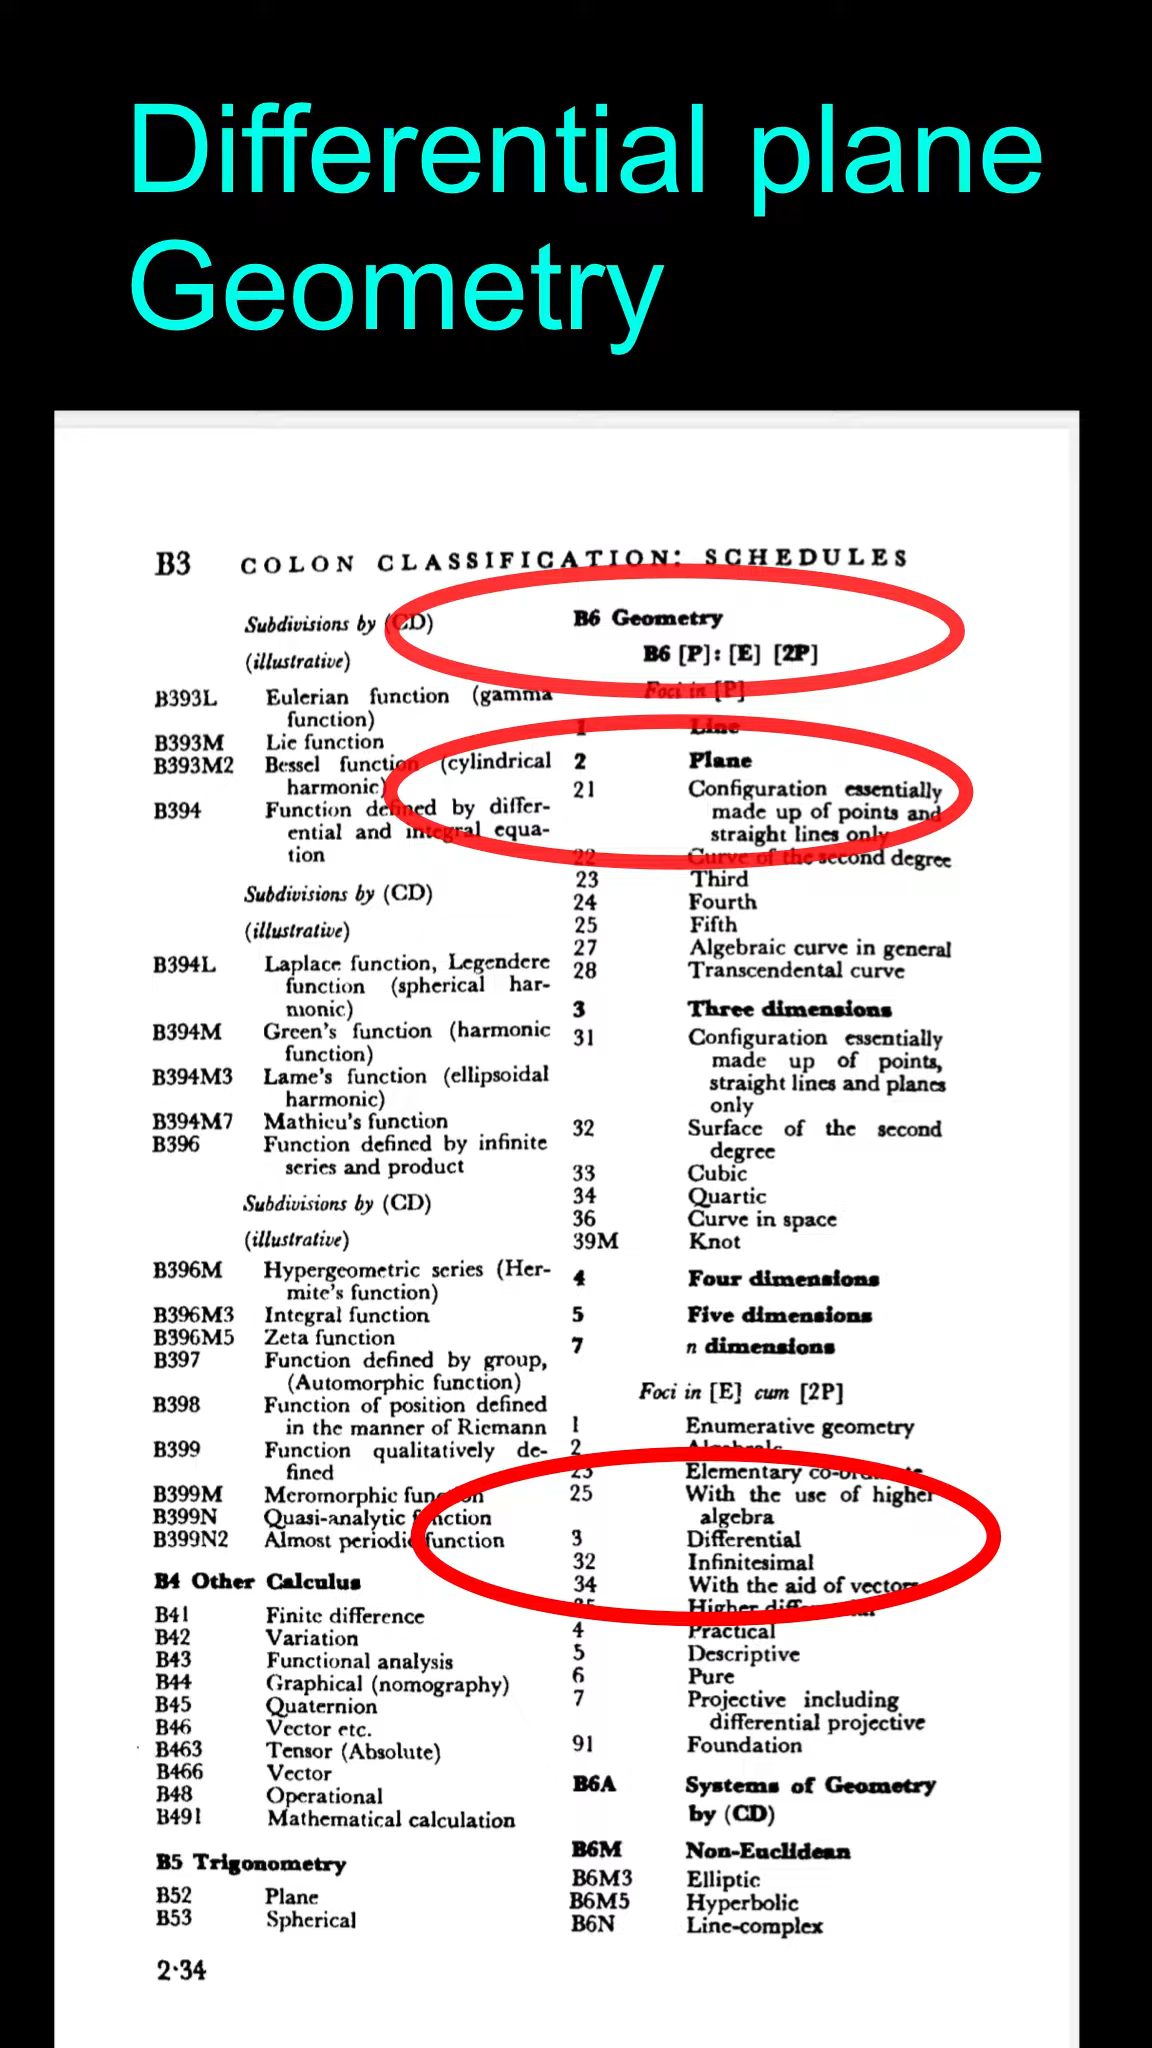 Differential plane
Geometry
B3 COLON CLASSIFICATION: SCHEDULES
Subdivisions by (CD)
(illustrative)
B393L Eulerian function (gamma
function)
B393M Lie function
B393M2 Bessel function (cylindrical
harmonic)
B394 Function defined by differ-
ential and integral equa-
tion
Subdivisions by (CD)
(illustrative)
B394L Laplace function, Legendere
function (spherical har-
monic)
B394M Green's function (harmonic
function)
B394M3 Lame's function (ellipsoidal
harmonic)
B394M7 Mathieu's function
B396 Function defined by infinite
series and product
Subdivisions by (CD)
(illustrative)
B396M Hypergeometric series (Her-
mite's function)
B396M3 Integral function
B396M5 Zeta function
B397 Function defined by group,
(Automorphic function)
B398 Function of position defined
in the manner of Riemann
B399 Function qualitatively de-
fined
B399M Meromorphic function
B399N Quasi-analytic function
B399N2 Almost periodic function
B4 Other Calculus
B41 Finite difference
B42 Variation
B43 Functional analysis
B44 Graphical (nomography)
B45 Quaternion
B46 Vector etc.
B463 Tensor (Absolute)
B466 Vector
B48 Operational
B491 Mathematical calculation
B5 Trigonometry
B52 Plane
B53 Spherical
2·34
B6 Geometry
B6 [P]: [E] [2P]
Foci in [P]
1 Line
2 Plane
21 Configuration essentially
made up of points and
straight lines only
22 Curve of the second degree
23 Third
24 Fourth
25 Fifth
27 Algebraic curve in general
28 Transcendental curve
3 Three dimensions
31 Configuration essentially
made up of points,
straight lines and planes
only
32 Surface of the second
degree
33 Cubic
34 Quartic
36 Curve in space
39M Knot
4 Four dimensions
5 Five dimensions
7 n dimensions
Foci in [E] cum [2P]
1 Enumerative geometry
2
23 Elementary co-ordinate
25 With the use of higher
algebra
3 Differential
32 Infinitesimal
34 With the aid of vectors
35 Higher differential
4 Practical
5 Descriptive
6 Pure
7 Projective including
differential projective
91 Foundation
B6A Systems of Geometry
by (CD)
B6M Non-Euclidean
B6M3 Elliptic
B6M5 Hyperbolic
B6N Line-complex